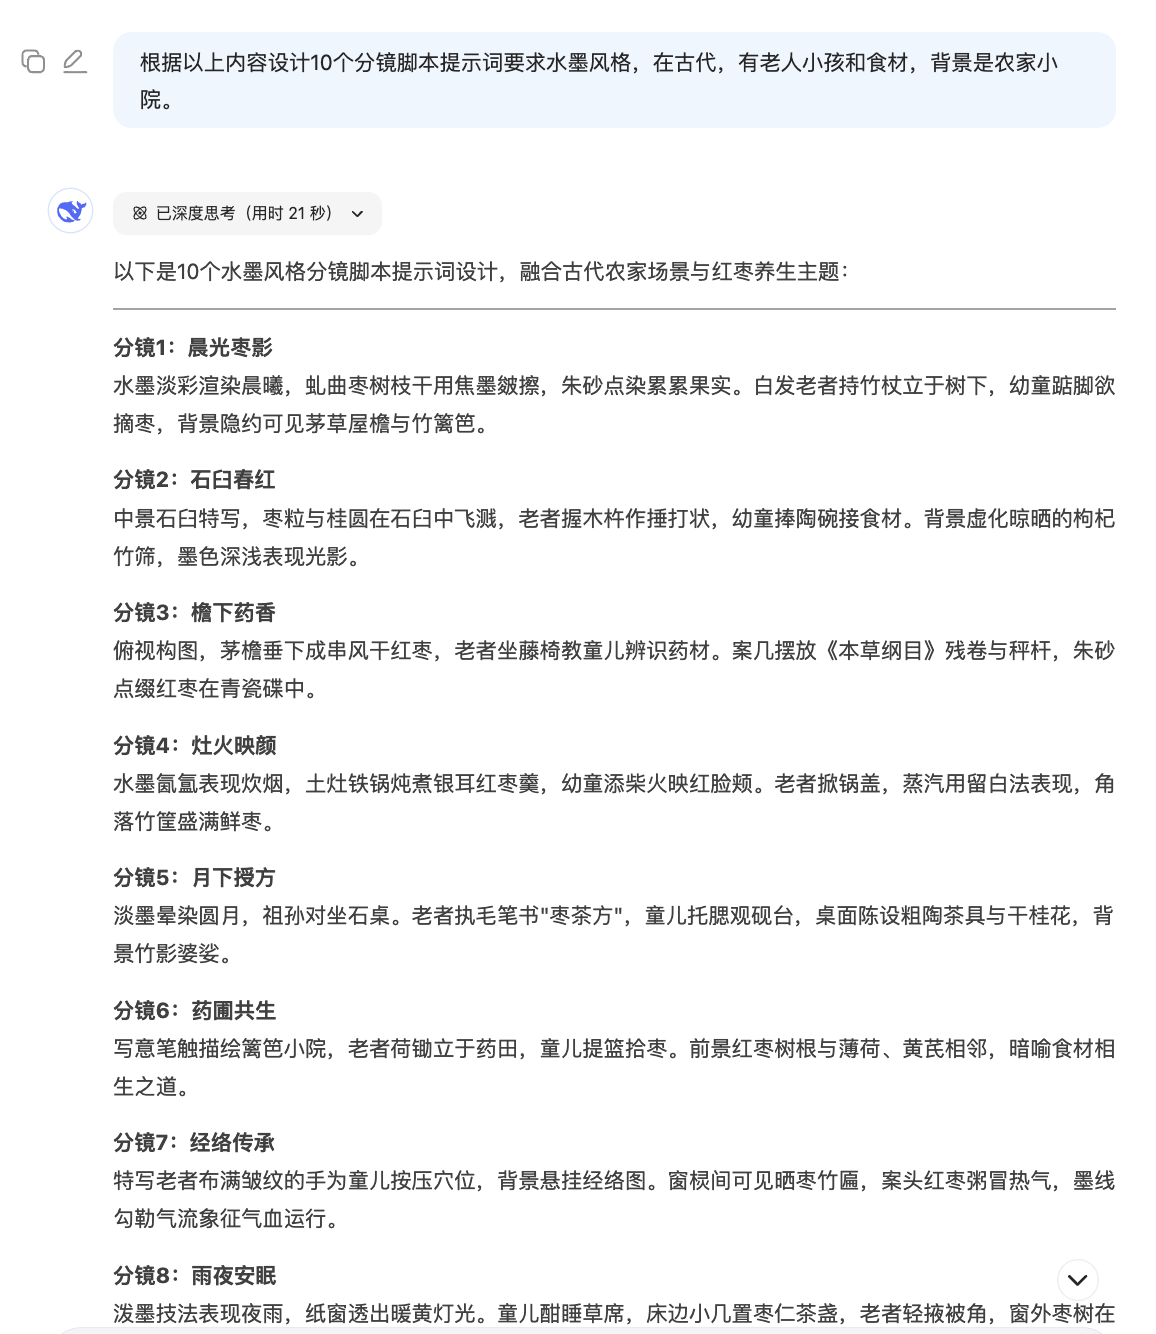 根据以上内容设计10个分镜脚本提示词要求水墨风格，在古代，有老人小孩和食材，背景是农家小
院。
已深度思考（用时 21 秒）
以下是10个水墨风格分镜脚本提示词设计，融合古代农家场景与红枣养生主题：
分镜1：晨光枣影
水墨淡彩渲染晨曦，虬曲枣树枝干用焦墨皴擦，朱砂点染累累果实。白发老者持竹杖立于树下，幼童踮脚欲
摘枣，背景隐约可见茅草屋檐与竹篱笆。
分镜2：石臼舂红
中景石臼特写，枣粒与桂圆在石臼中飞溅，老者握木杵作捶打状，幼童捧陶碗接食材。背景虚化晾晒的枸杞
竹筛，墨色深浅表现光影。
分镜3：檐下药香
俯视构图，茅檐垂下成串风干红枣，老者坐藤椅教童儿辨识药材。案几摆放《本草纲目》残卷与秤杆，朱砂
点缀红枣在青瓷碟中。
分镜4：灶火映颜
水墨氤氲表现炊烟，土灶铁锅炖煮银耳红枣羹，幼童添柴火映红脸颊。老者掀锅盖，蒸汽用留白法表现，角
落竹筐盛满鲜枣。
分镜5：月下授方
淡墨晕染圆月，祖孙对坐石桌。老者执毛笔书"枣茶方"，童儿托腮观砚台，桌面陈设粗陶茶具与干桂花，背
景竹影婆娑。
分镜6：药圃共生
写意笔触描绘篱笆小院，老者荷锄立于药田，童儿提篮拾枣。前景红枣树根与薄荷、黄芪相邻，暗喻食材相
生之道。
分镜7：经络传承
特写老者布满皱纹的手为童儿按压穴位，背景悬挂经络图。窗棂间可见晒枣竹匾，案头红枣粥冒热气，墨线
勾勒气流象征气血运行。
分镜8：雨夜安眠
泼墨技法表现夜雨，纸窗透出暖黄灯光。童儿酣睡草席，床边小几置枣仁茶盏，老者轻掖被角，窗外枣树在